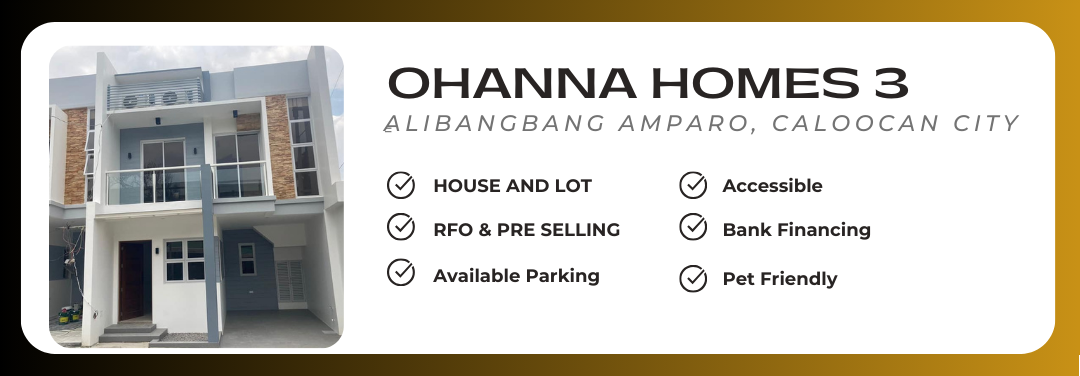 OHANNA HOMES 3
ALIBANGBANG AMPARO, CALOOCAN CITY
HOUSE AND LOT
RFO & PRE SELLING
Available Parking
Accessible
Bank Financing
Pet Friendly